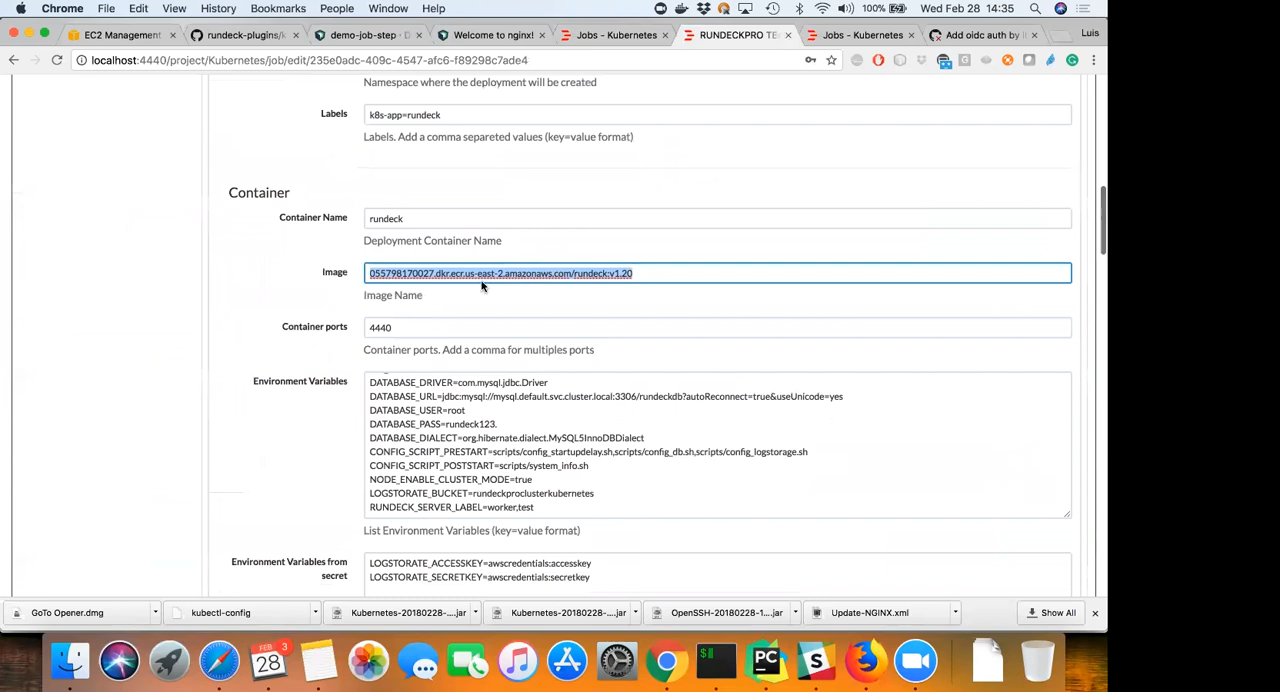 Chrome File Edit View History Bookmarks People Window Help 100% Wed Feb 28 14:35
EC2 Management rundeck-plugins/k demo-job-step · D Welcome to nginx! Jobs - Kubernetes RUNDECKPRO TE Jobs - Kubernetes Add oidc auth by l Luis
localhost:4440/project/Kubernetes/job/edit/235e0adc-409c-4547-afc6-f89298c7ade4
Namespace where the deployment will be created
Labels k8s-app=rundeck
Labels. Add a comma separeted values (key=value format)
Container
Container Name rundeck
Deployment Container Name
Image 055798170027.dkr.ecr.us-east-2.amazonaws.com/rundeck:v1.20
Image Name
Container ports 4440
Container ports. Add a comma for multiples ports
Environment Variables
DATABASE_DRIVER=com.mysql.jdbc.Driver
DATABASE_URL=jdbc:mysql://mysql.default.svc.cluster.local:3306/rundeckdb?autoReconnect=true&useUnicode=yes
DATABASE_USER=root
DATABASE_PASS=rundeck123.
DATABASE_DIALECT=org.hibernate.dialect.MySQL5InnoDBDialect
CONFIG_SCRIPT_PRESTART=scripts/config_startupdelay.sh,scripts/config_db.sh,scripts/config_logstorage.sh
CONFIG_SCRIPT_POSTSTART=scripts/system_info.sh
NODE_ENABLE_CLUSTER_MODE=true
LOGSTORATE_BUCKET=rundeckproclusterkubernetes
RUNDECK_SERVER_LABEL=worker,test
List Environment Variables (key=value format)
Environment Variables from LOGSTORATE_ACCESSKEY=awscredentials:accesskey
secret LOGSTORATE_SECRETKEY=awscredentials:secretkey
GoTo Opener.dmg kubectl-config Kubernetes-20180228-....jar Kubernetes-20180228-....jar OpenSSH-20180228-1....jar Update-NGINX.xml Show All
FEB 3
28
$
PC
S